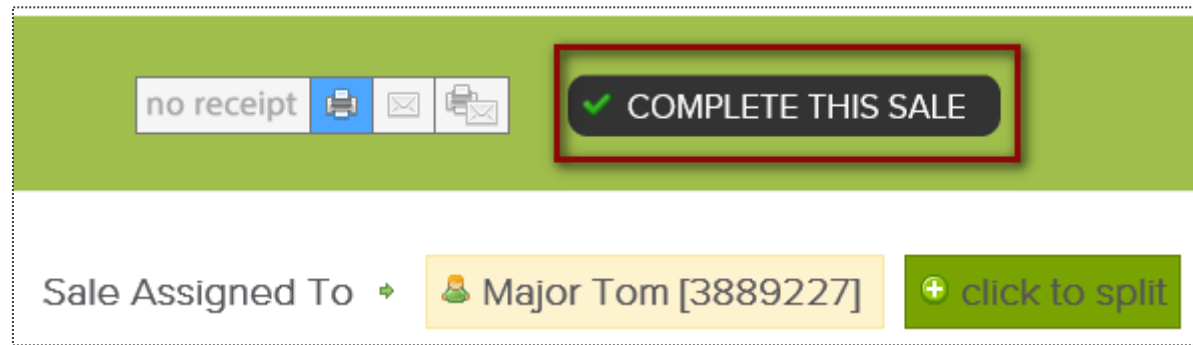 no receipt COMPLETE THIS SALE
Sale Assigned To Major Tom [3889227] click to split